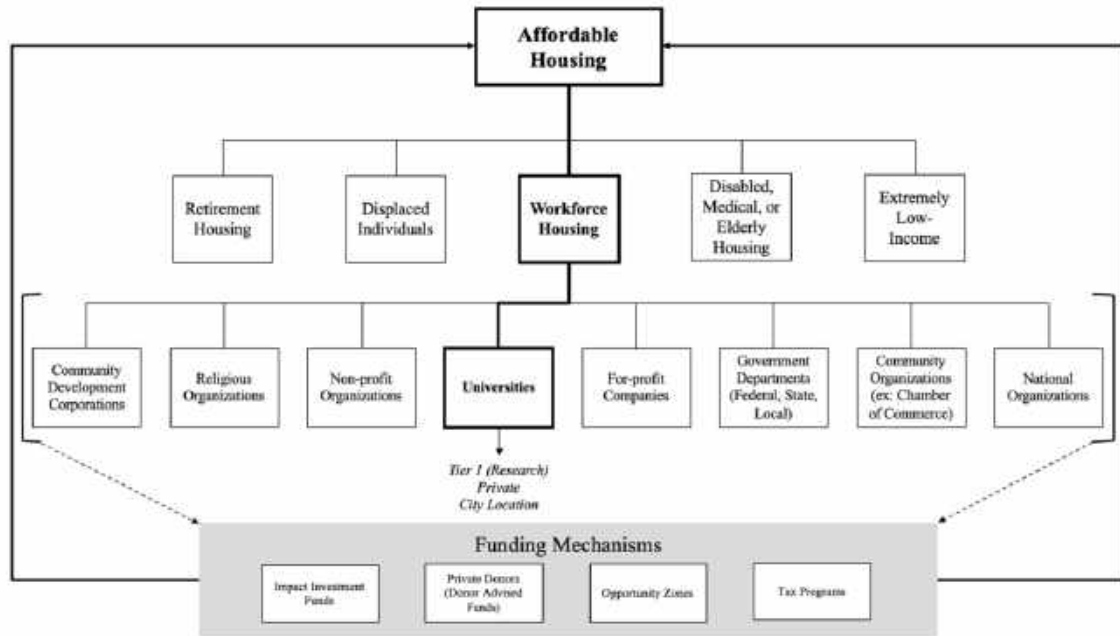 Affordable
Housing
Retirement
Housing
Displaced
Individuals
Workforce
Housing
Disabled,
Medical, or
Elderly
Housing
Extremely
Low-
Income
Community
Development
Corporations
Religious
Organizations
Non-profit
Organizations
Universities
For-profit
Companies
Government
Departments
(Federal, State,
Local)
Community
Organizations
(ex: Chamber
of Commerce)
National
Organizations
Tier 1 (Research)
Private
City Location
Funding Mechanisms
Impact Investment
Funds
Private Donors
(Donor Advised
Funds)
Opportunity Zones
Tax Programs